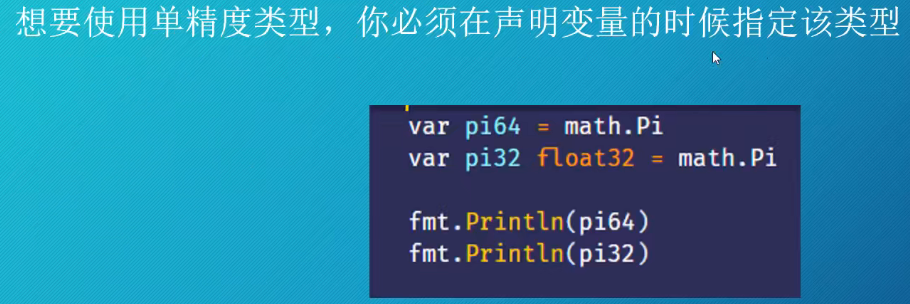 想要使用单精度类型，你必须在声明变量的时候指定该类型
var pi64 = math.Pi
var pi32 float32 = math.Pi
fmt.Println(pi64)
fmt.Println(pi32)